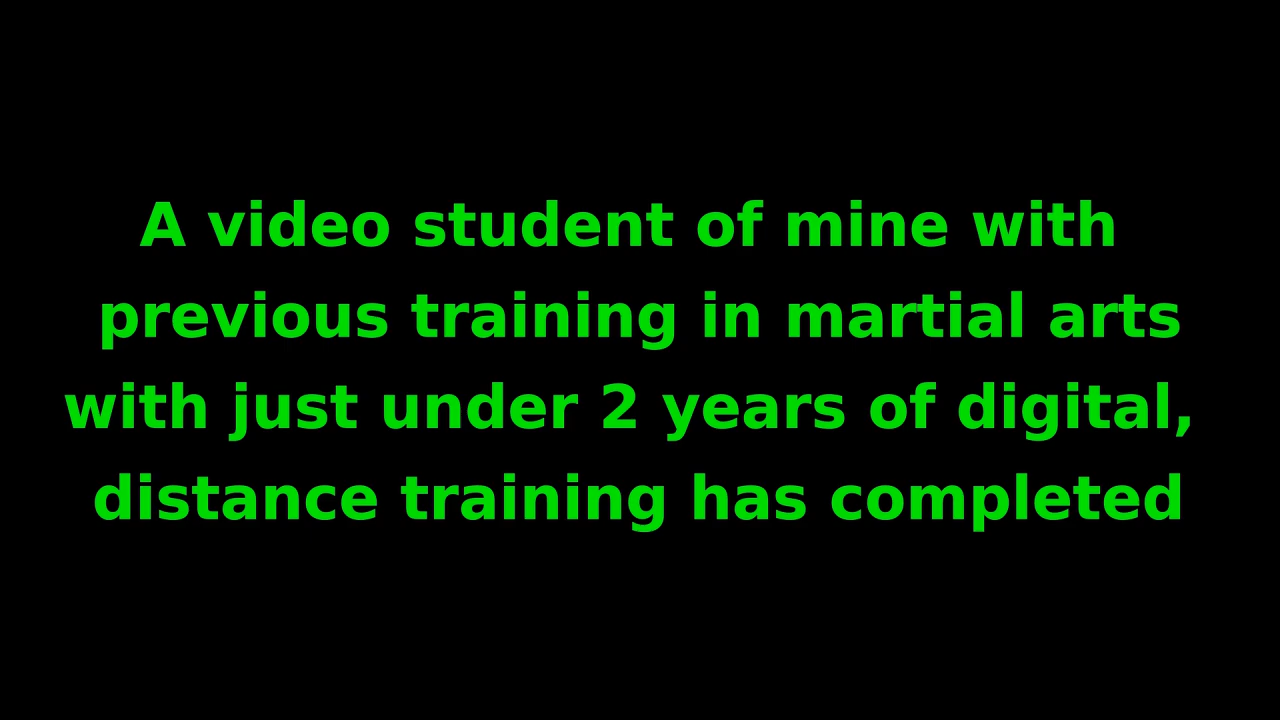 A video student of mine with
previous training in martial arts
with just under 2 years of digital,
distance training has completed